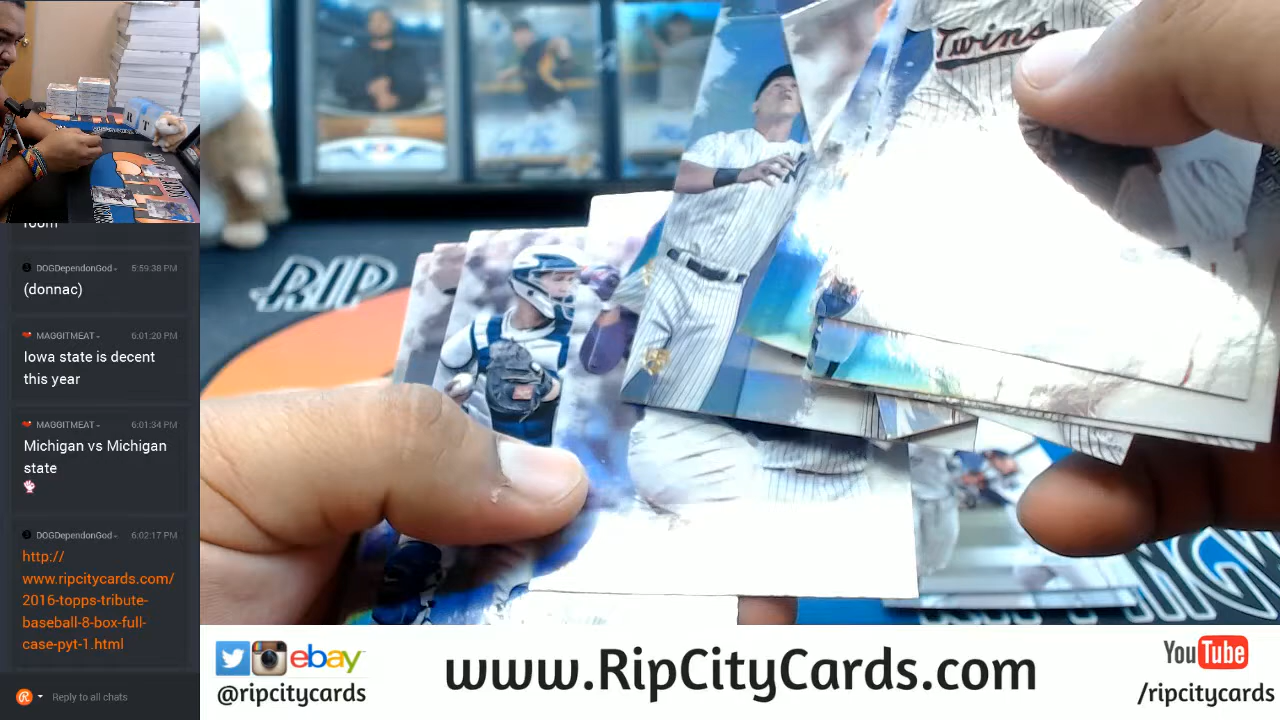 DOGDependonGod
5:59:38 PM
(donnac)
MAGGITMEAT
6:01:20 PM
Iowa state is decent
this year
MAGGITMEAT
6:01:34 PM
Michigan vs Michigan
state
DOGDependonGod
6:02:17 PM
http://
www.ripcitycards.com/
2016-topps-tribute-
baseball-8-box-full-
case-pyt-1.html
Reply to all chats
Twins
RIP
ebay
@ripcitycards
www.RipCityCards.com
YouTube
/ripcitycards